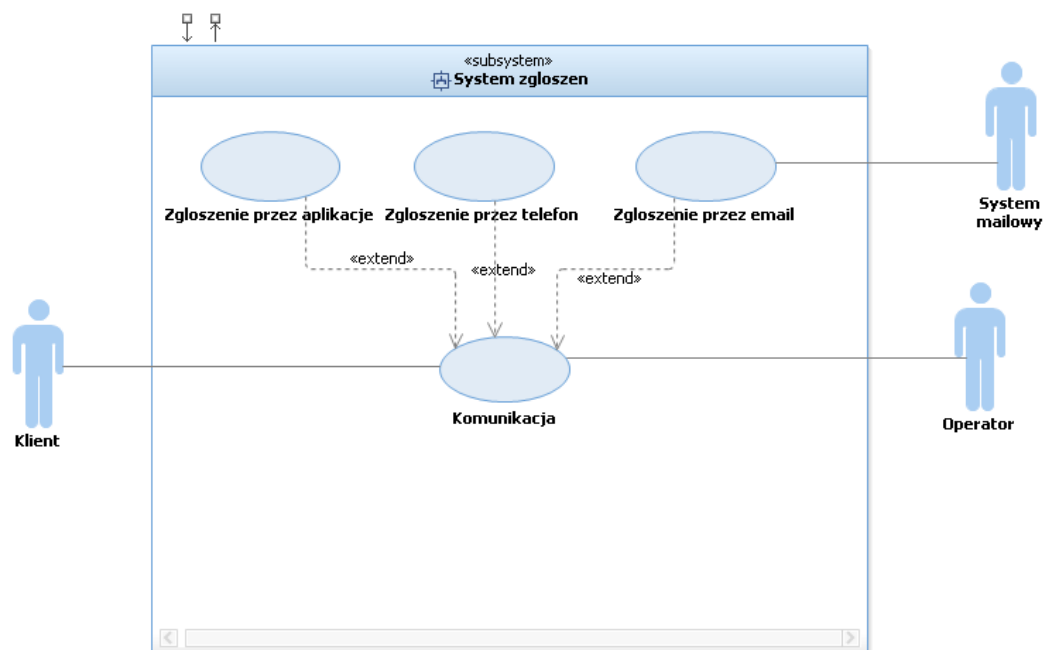 «subsystem»
System zgloszen
Zgloszenie przez aplikacje
Zgloszenie przez telefon
Zgloszenie przez email
System
mailowy
«extend»
«extend»
«extend»
Klient
Komunikacja
Operator